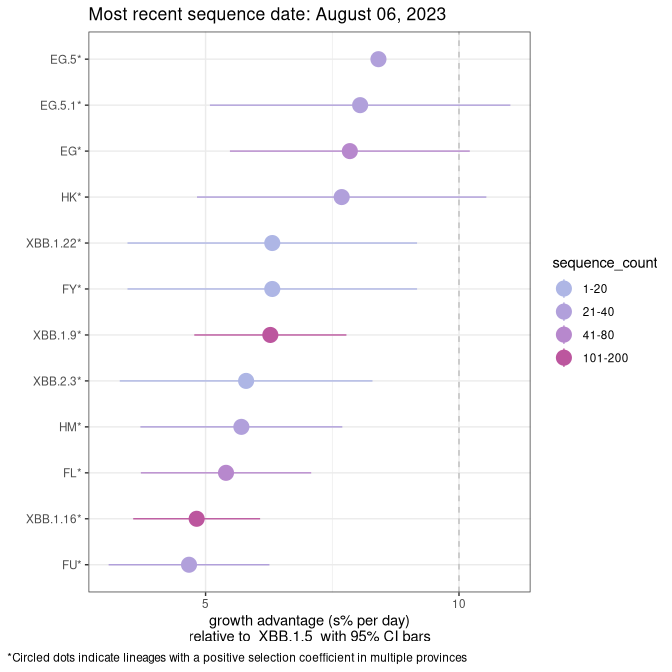 Most recent sequence date: August 06, 2023
EG.5*
EG.5.1*
EG*
HK*
XBB.1.22*
FY*
XBB.1.9*
XBB.2.3*
HM*
FL*
XBB.1.16*
FU*
5
10
growth advantage (s% per day)
relative to XBB.1.5 with 95% CI bars
sequence_count
1-20
21-40
41-80
101-200
*Circled dots indicate lineages with a positive selection coefficient in multiple provinces